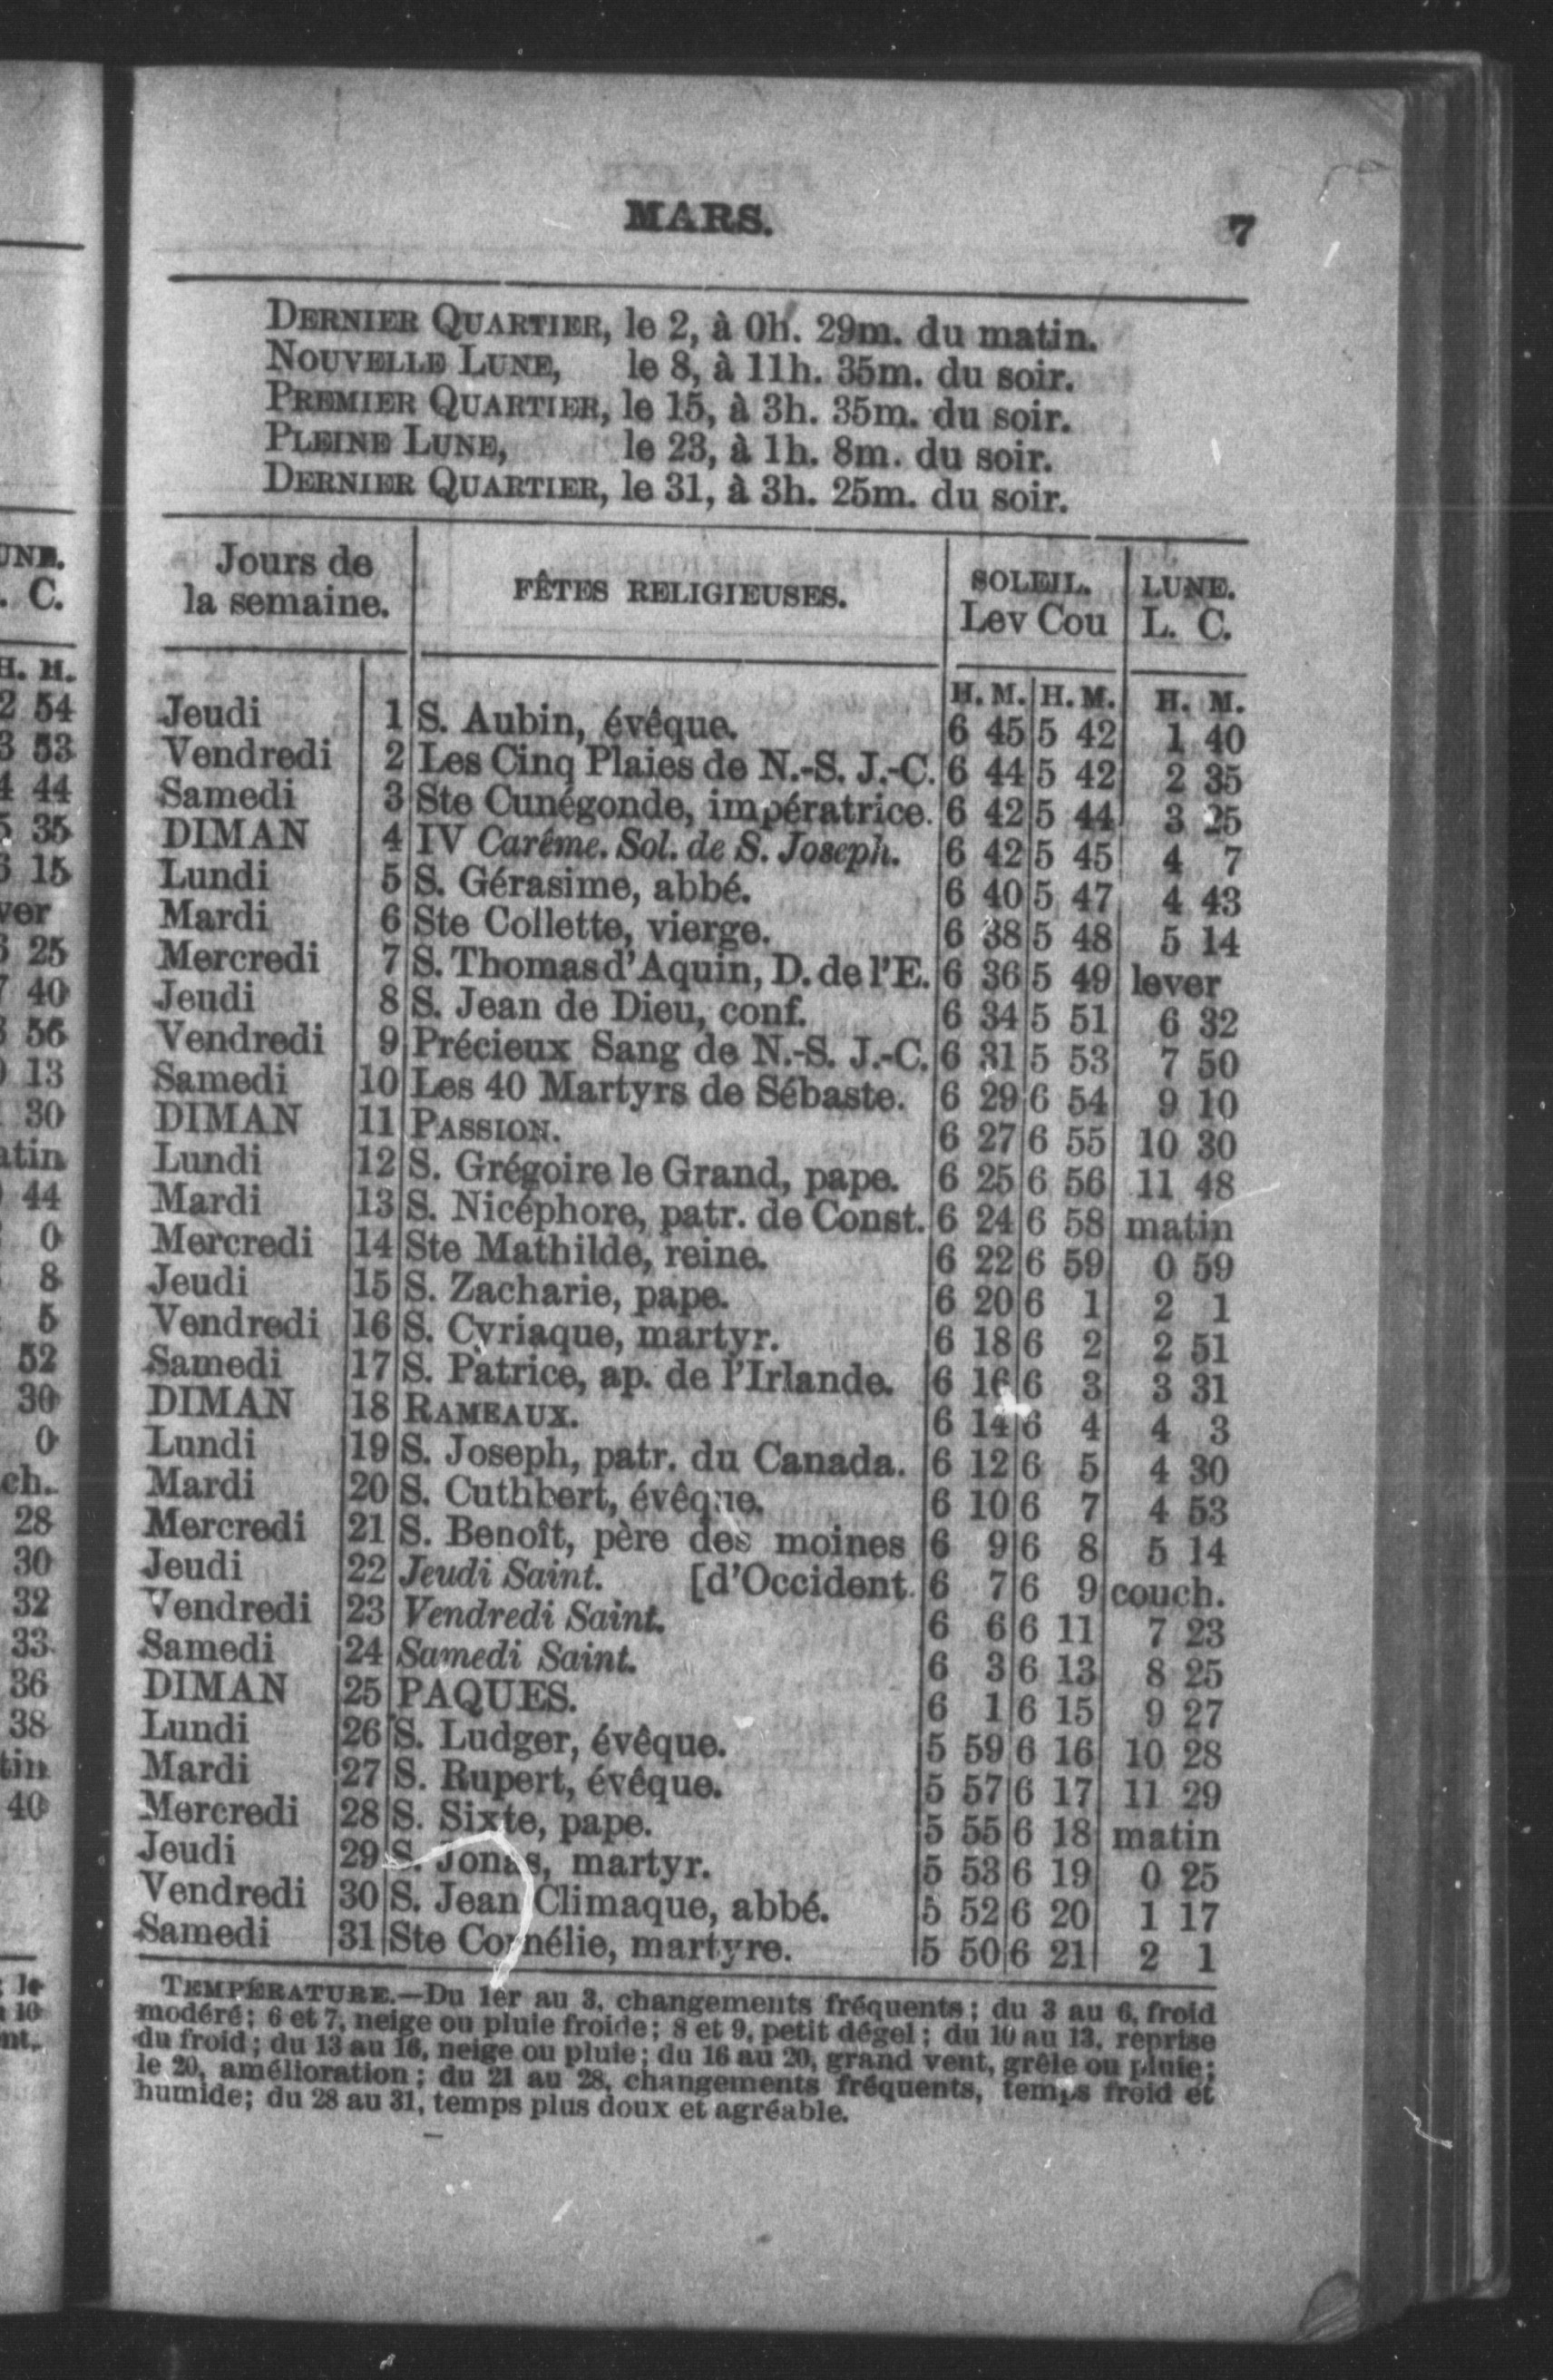 MARS. 7
DERNIER QUARTIER, le 2, à 0h. 29m. du matin.
NOUVELLE LUNE, le 8, à 11h. 35m. du soir.
PREMIER QUARTIER, le 15, à 3h. 35m. du soir.
PLEINE LUNE, le 23, à 1h. 8m. du soir.
DERNIER QUARTIER, le 31, à 3h. 25m. du soir.
Jours de la semaine. FÊTES RELIGIEUSES. SOLEIL. Lev Cou LUNE. L. C.
H. M. H. M. H. M.
Jeudi 1 S. Aubin, évêque. 6 45 5 42 1 40
Vendredi 2 Les Cinq Plaies de N.-S. J.-C. 6 44 5 42 2 35
Samedi 3 Ste Cunégonde, impératrice. 6 42 5 44 3 25
DIMAN 4 IV Carême. Sol. de S. Joseph. 6 42 5 45 4 7
Lundi 5 S. Gérasime, abbé. 6 40 5 47 4 43
Mardi 6 Ste Collette, vierge. 6 38 5 48 5 14
Mercredi 7 S. Thomas d'Aquin, D. de l'E. 6 36 5 49 lever
Jeudi 8 S. Jean de Dieu, conf. 6 34 5 51 6 32
Vendredi 9 Précieux Sang de N.-S. J.-C. 6 31 5 53 7 50
Samedi 10 Les 40 Martyrs de Sébaste. 6 29 6 54 9 10
DIMAN 11 PASSION. 6 27 6 55 10 30
Lundi 12 S. Grégoire le Grand, pape. 6 25 6 56 11 48
Mardi 13 S. Nicéphore, patr. de Const. 6 24 6 58 matin
Mercredi 14 Ste Mathilde, reine. 6 22 6 59 0 59
Jeudi 15 S. Zacharie, pape. 6 20 6 1 2 1
Vendredi 16 S. Cyriaque, martyr. 6 18 6 2 2 51
Samedi 17 S. Patrice, ap. de l'Irlande. 6 16 6 3 3 31
DIMAN 18 RAMEAUX. 6 14 6 4 4 3
Lundi 19 S. Joseph, patr. du Canada. 6 12 6 5 4 30
Mardi 20 S. Cuthbert, évêque. 6 10 6 7 4 53
Mercredi 21 S. Benoît, père des moines 6 9 6 8 5 14
Jeudi 22 Jeudi Saint. [d'Occident. 6 7 6 9 couch.
Vendredi 23 Vendredi Saint. 6 6 6 11 7 23
Samedi 24 Samedi Saint. 6 3 6 13 8 25
DIMAN 25 PAQUES. 6 1 6 15 9 27
Lundi 26 S. Ludger, évêque. 5 59 6 16 10 28
Mardi 27 S. Rupert, évêque. 5 57 6 17 11 29
Mercredi 28 S. Sixte, pape. 5 55 6 18 matin
Jeudi 29 S. Jonas, martyr. 5 53 6 19 0 25
Vendredi 30 S. Jean Climaque, abbé. 5 52 6 20 1 17
Samedi 31 Ste Cornélie, martyre. 5 50 6 21 2 1
TEMPÉRATURE.—Du 1er au 3, changements fréquents; du 3 au 6, froid
modéré; 6 et 7, neige ou pluie froide; 8 et 9, petit dégel; du 10 au 13, reprise
du froid; du 13 au 16, neige ou pluie; du 16 au 20, grand vent, grêle ou pluie;
le 20, amélioration; du 21 au 28, changements fréquents, temps froid et
humide; du 28 au 31, temps plus doux et agréable.